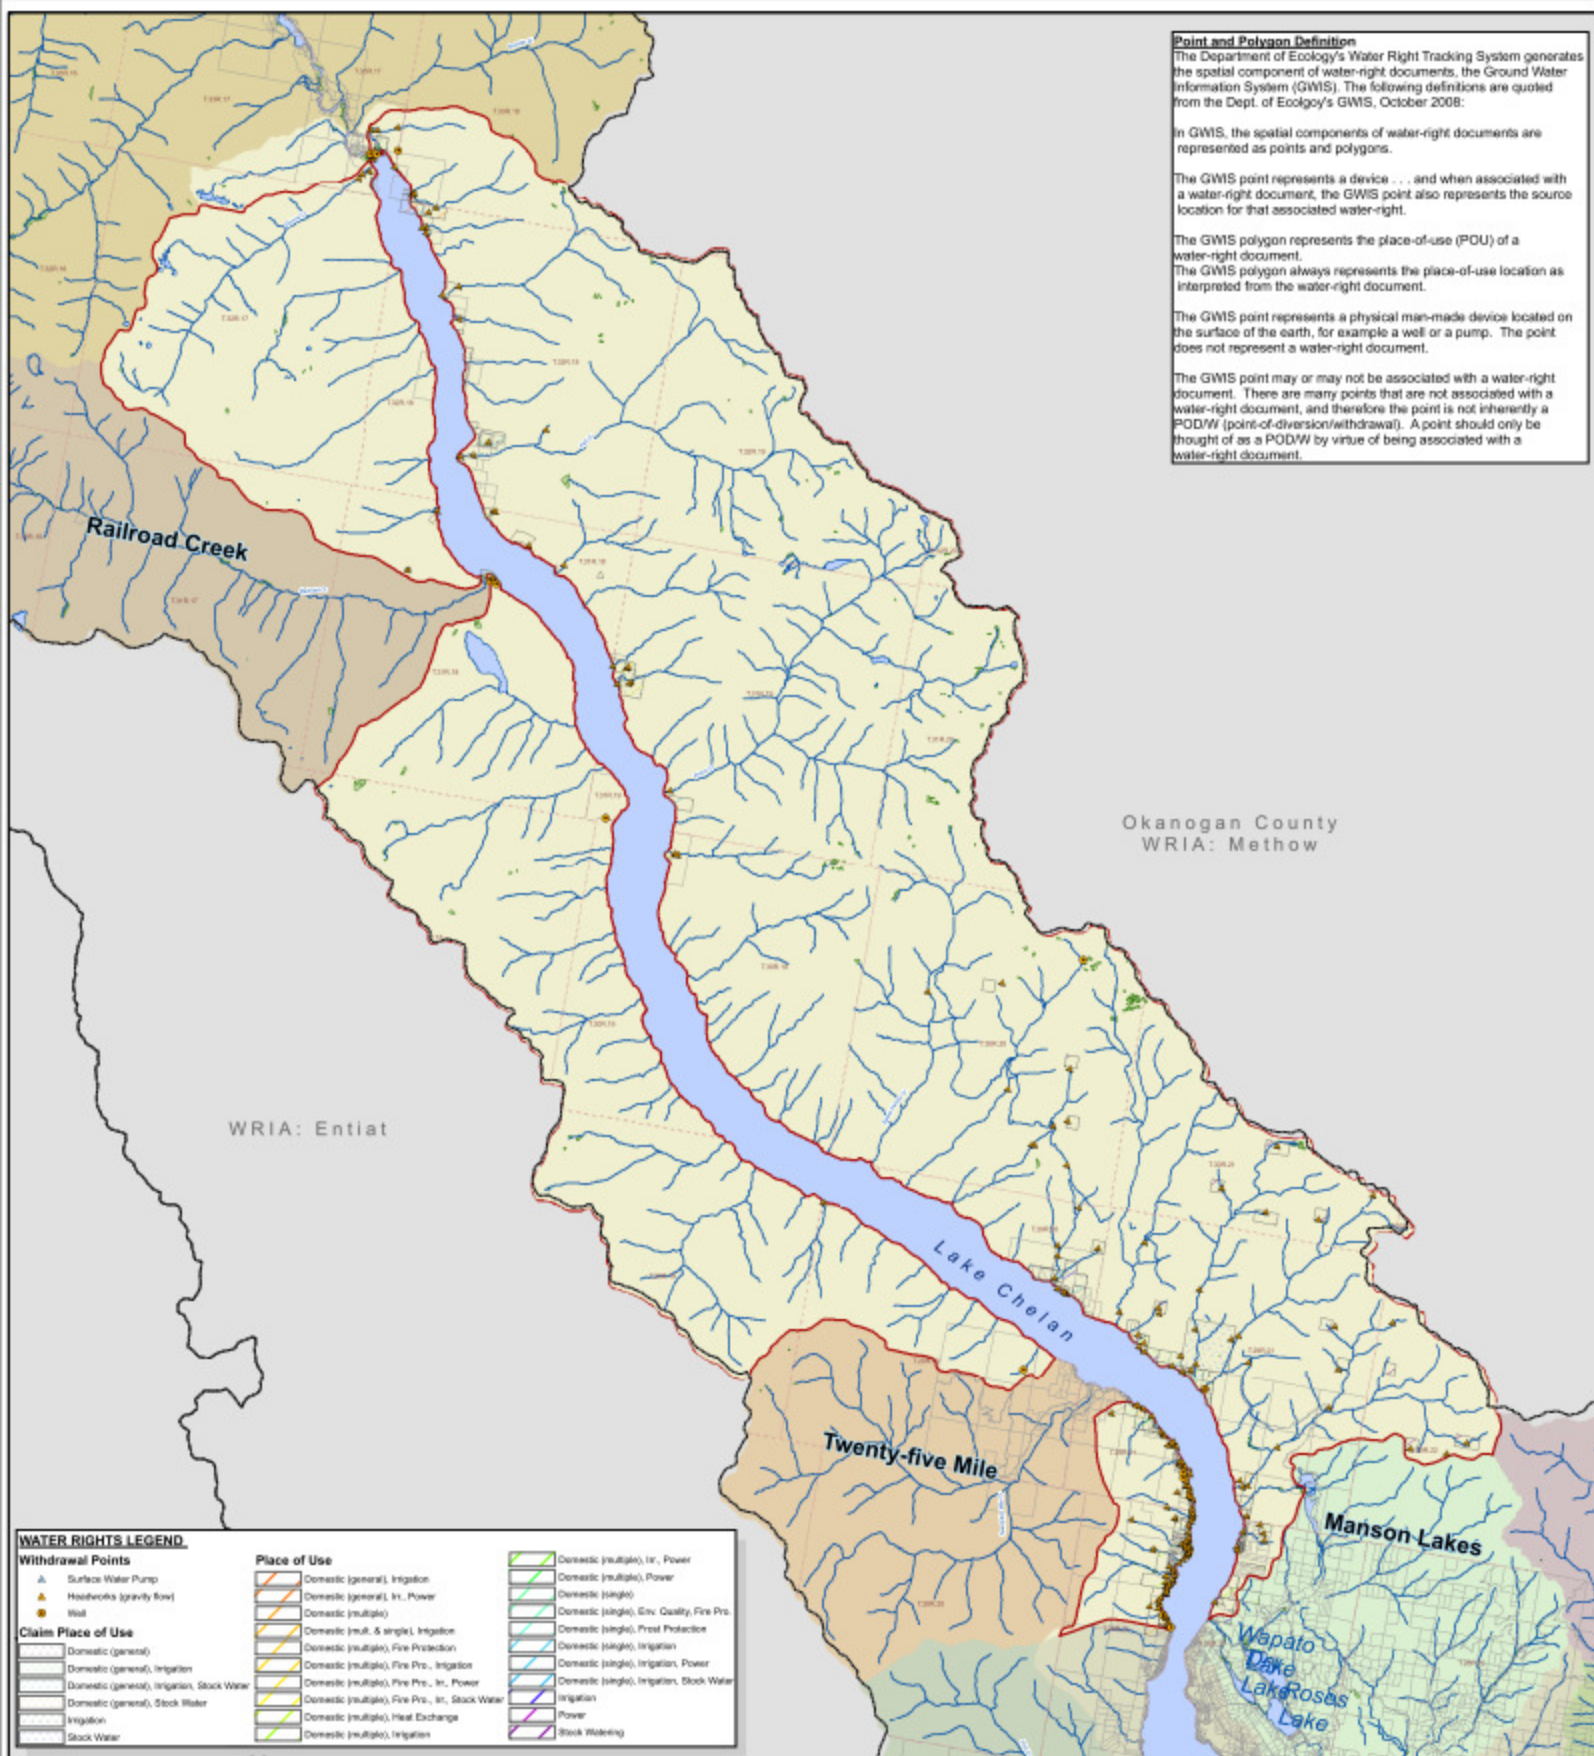 Point and Polygon Definition
The Department of Ecology's Water Right Tracking System generates
the spatial component of water-right documents, the Ground Water
Information System (GWIS). The following definitions are quoted
from the Dept. of Ecolgoy's GWIS, October 2008:
In GWIS, the spatial components of water-right documents are
represented as points and polygons.
The GWIS point represents a device . . . and when associated with
a water-right document, the GWIS point also represents the source
location for that associated water-right.
The GWIS polygon represents the place-of-use (POU) of a
water-right document.
The GWIS polygon always represents the place-of-use location as
interpreted from the water-right document.
The GWIS point represents a physical man-made device located on
the surface of the earth, for example a well or a pump. The point
does not represent a water-right document.
The GWIS point may or may not be associated with a water-right
document. There are many points that are not associated with a
water-right document, and therefore the point is not inherently a
POD/W (point-of-diversion/withdrawal). A point should only be
thought of as a POD/W by virtue of being associated with a
water-right document.
Railroad Creek
Okanogan County
WRIA: Methow
WRIA: Entiat
Lake Chelan
Twenty-five Mile
Manson Lakes
Wapato
Lake
Lake
Roses
Lake
WATER RIGHTS LEGEND
Withdrawal Points
Surface Water Pump
Headworks (gravity flow)
Well
Claim Place of Use
Domestic (general)
Domestic (general), Irrigation
Domestic (general), Irrigation, Stock Water
Domestic (general), Stock Water
Irrigation
Stock Water
Place of Use
Domestic (general), Irrigation
Domestic (general), Irr., Power
Domestic (multiple)
Domestic (mult. & single), Irrigation
Domestic (multiple), Fire Protection
Domestic (multiple), Fire Pro., Irrigation
Domestic (multiple), Fire Pro., Irr., Power
Domestic (multiple), Fire Pro., Irr., Stock Water
Domestic (multiple), Heat Exchange
Domestic (multiple), Irrigation
Domestic (multiple), Irr., Power
Domestic (multiple), Power
Domestic (single)
Domestic (single), Env. Quality, Fire Pro.
Domestic (single), Frost Protection
Domestic (single), Irrigation
Domestic (single), Irrigation, Power
Domestic (single), Irrigation, Stock Water
Irrigation
Power
Stock Watering